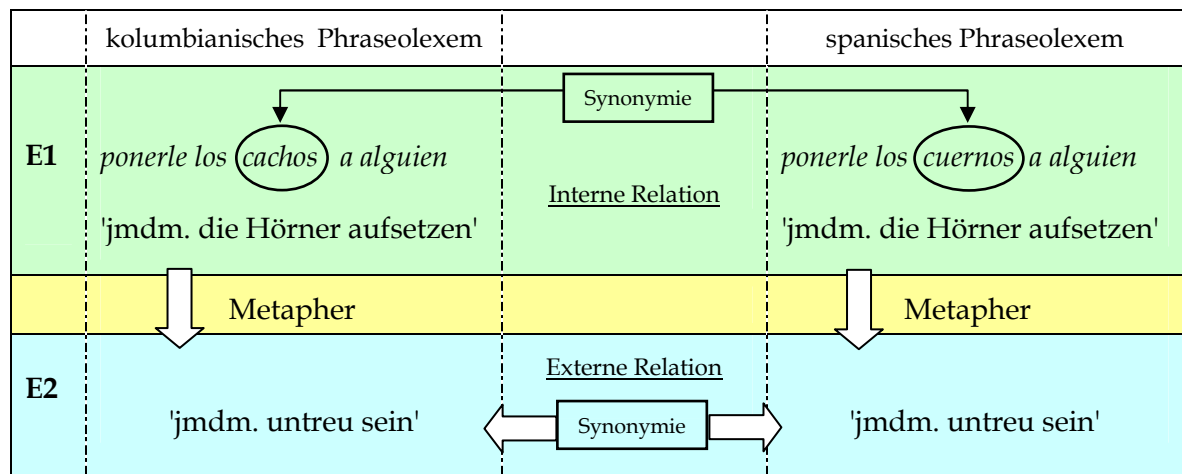 kolumbianisches Phraseolexem spanisches Phraseolexem
Synonymie
E1 ponerle los cachos a alguien ponerle los cuernos a alguien
Interne Relation
'jmdm. die Hörner aufsetzen' 'jmdm. die Hörner aufsetzen'
Metapher Metapher
Externe Relation
E2
'jmdm. untreu sein' Synonymie 'jmdm. untreu sein'